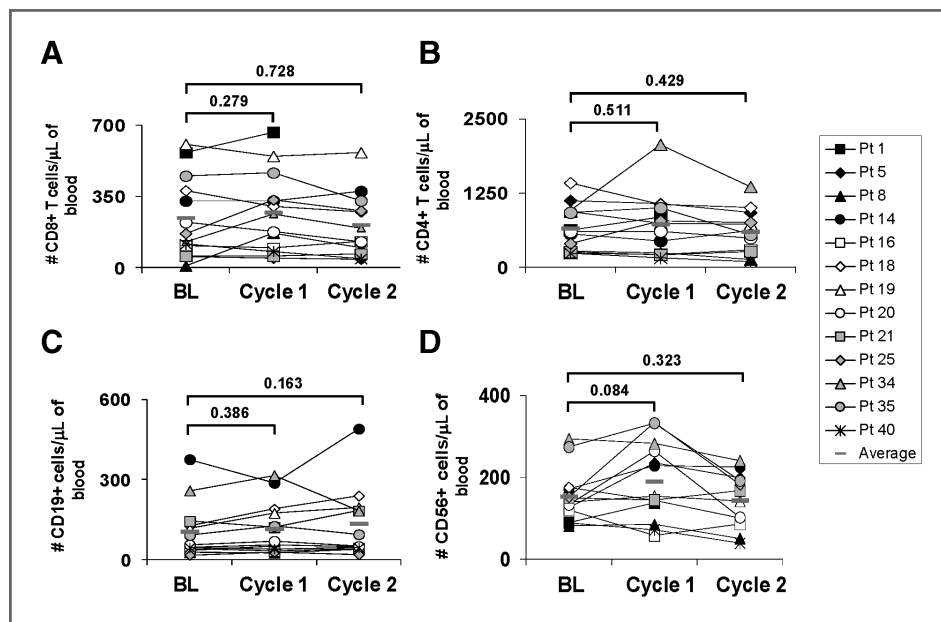 A
0.728
0.279
# CD8+ T cells/µL of
blood
700
350
0
BL Cycle 1 Cycle 2
B
0.429
0.511
# CD4+ T cells/µL of
blood
2500
1250
0
BL Cycle 1 Cycle 2
C
0.163
0.386
# CD19+ cells/µL of
blood
600
300
0
BL Cycle 1 Cycle 2
D
0.323
0.084
# CD56+ cells/µL of
blood
400
200
0
BL Cycle 1 Cycle 2
Pt 1
Pt 5
Pt 8
Pt 14
Pt 16
Pt 18
Pt 19
Pt 20
Pt 21
Pt 25
Pt 34
Pt 35
Pt 40
Average